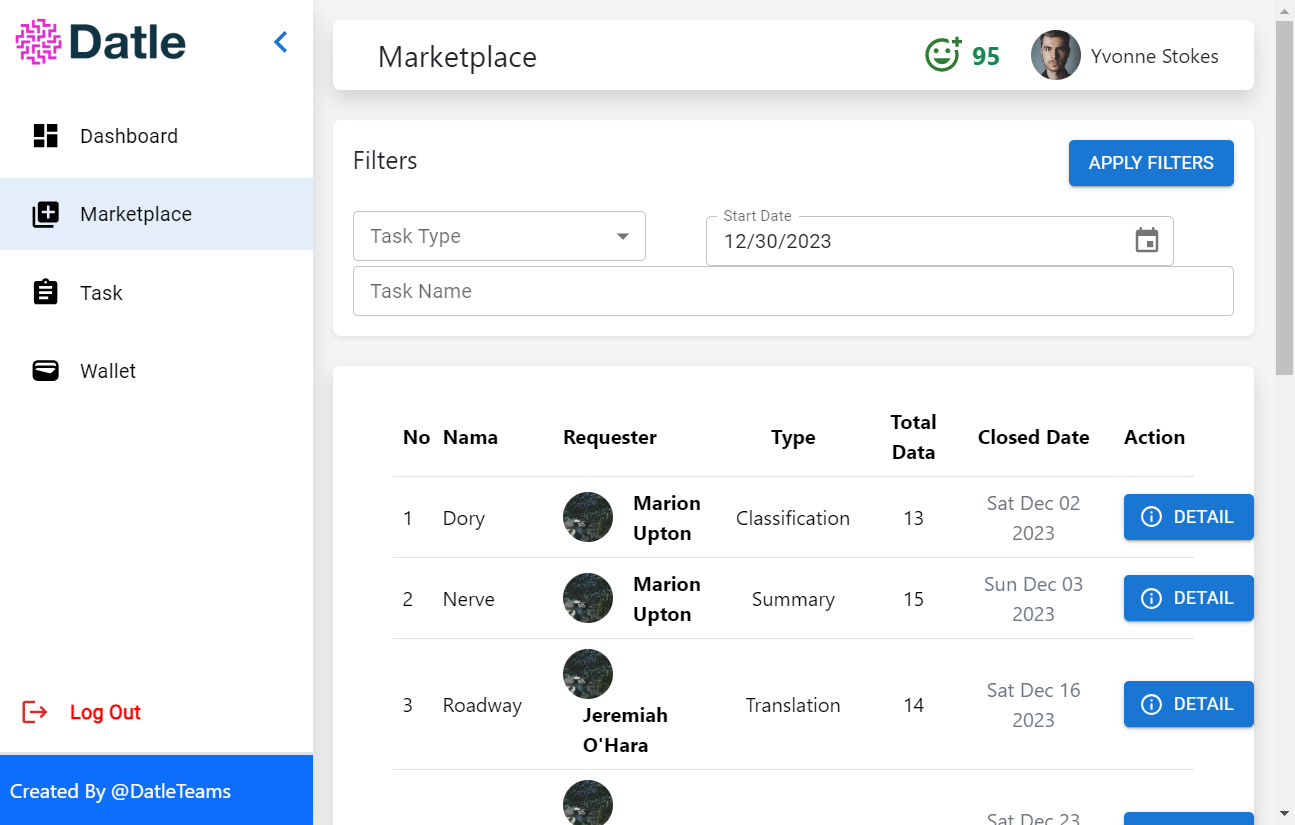 Datle
Dashboard
Marketplace
Task
Wallet
Log Out
Created By @DatleTeams
Marketplace
95
Yvonne Stokes
Filters
APPLY FILTERS
Task Type
Start Date
12/30/2023
Task Name
No Nama Requester Type Total Data Closed Date Action
1 Dory Marion Upton Classification 13 Sat Dec 02 2023 DETAIL
2 Nerve Marion Upton Summary 15 Sun Dec 03 2023 DETAIL
3 Roadway Jeremiah O'Hara Translation 14 Sat Dec 16 2023 DETAIL
Sat Dec 23